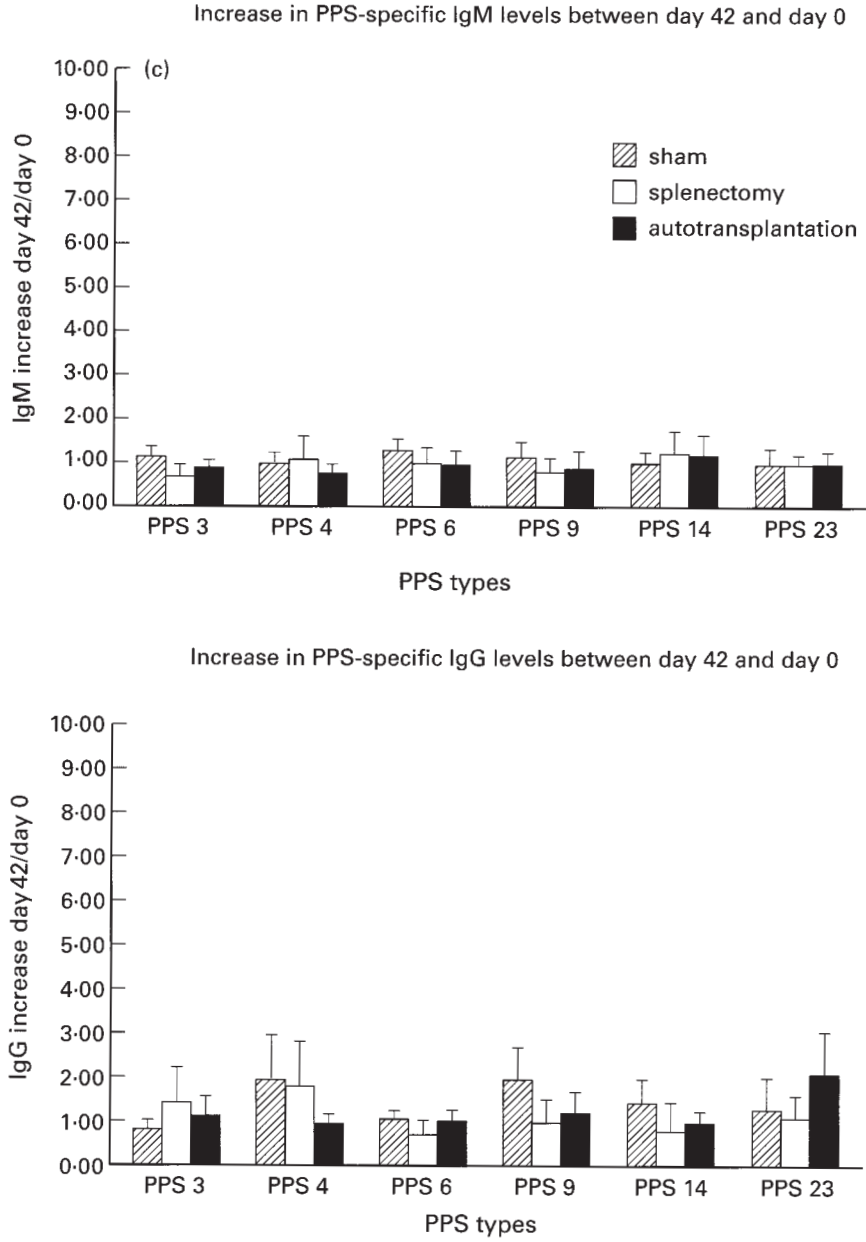 Increase in PPS-specific IgM levels between day 42 and day 0
(c)
10·00
9·00
8·00
7·00
6·00
5·00
4·00
3·00
2·00
1·00
0·00
IgM increase day 42/day 0
sham
splenectomy
autotransplantation
PPS 3 PPS 4 PPS 6 PPS 9 PPS 14 PPS 23
PPS types
Increase in PPS-specific IgG levels between day 42 and day 0
10·00
9·00
8·00
7·00
6·00
5·00
4·00
3·00
2·00
1·00
0·00
IgG increase day 42/day 0
PPS 3 PPS 4 PPS 6 PPS 9 PPS 14 PPS 23
PPS types